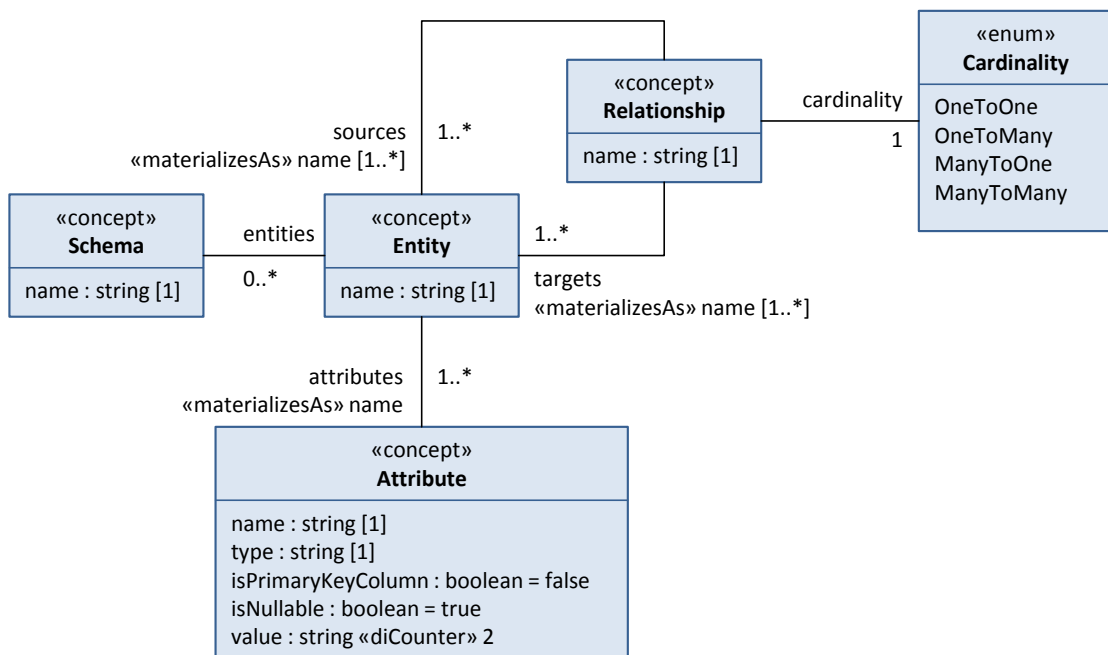 «enum»
Cardinality
OneToOne
OneToMany
ManyToOne
ManyToMany
«concept»
Relationship
name : string [1]
cardinality
1
sources
«materializesAs» name [1..*]
1..*
«concept»
Schema
name : string [1]
entities
0..*
«concept»
Entity
name : string [1]
1..*
targets
«materializesAs» name [1..*]
attributes
«materializesAs» name
1..*
«concept»
Attribute
name : string [1]
type : string [1]
isPrimaryKeyColumn : boolean = false
isNullable : boolean = true
value : string «diCounter» 2